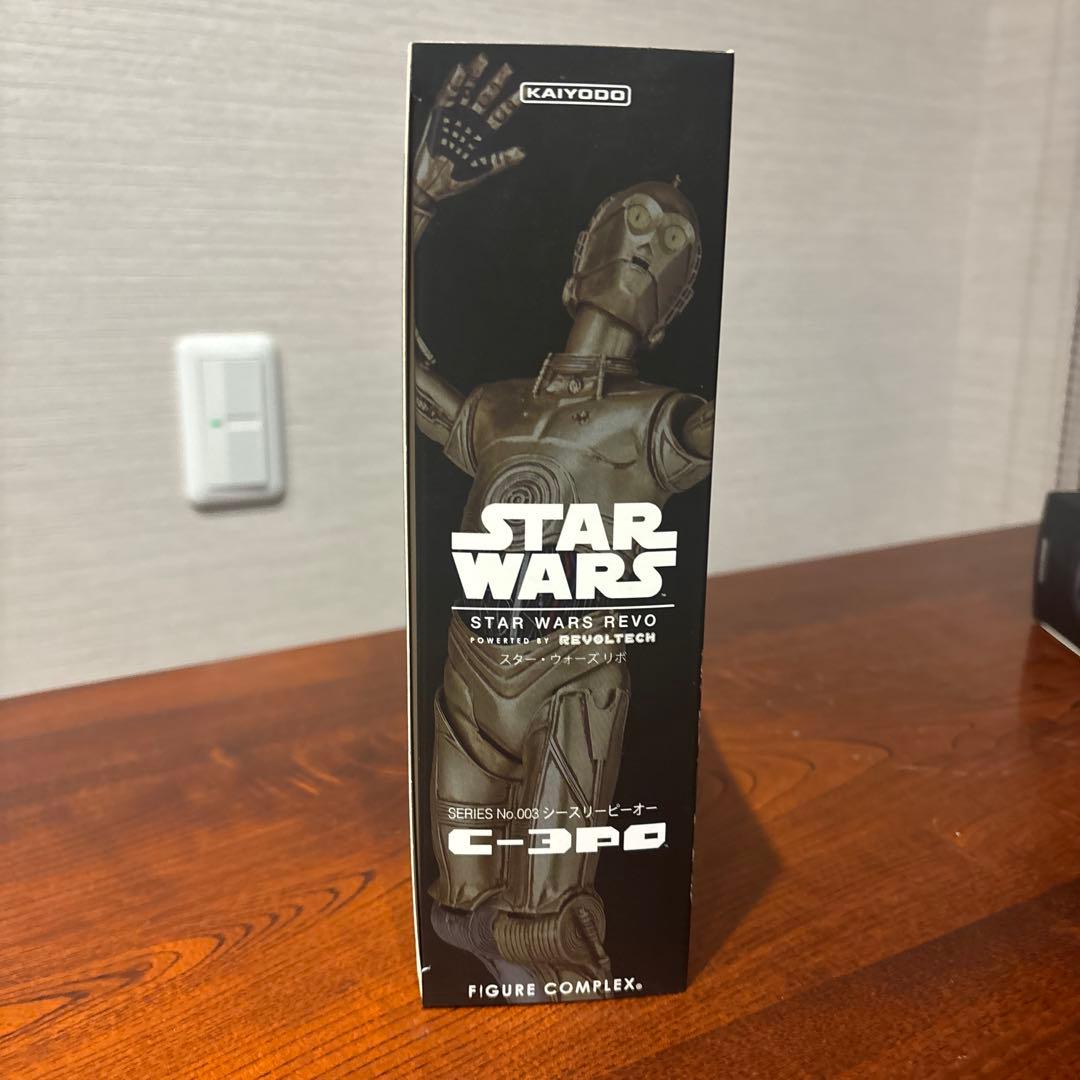 KAIYODO
STAR
WARS
STAR WARS REVO
POWERTED BY REVOLTECH
スター・ウォーズ リボ
SERIES No.003 シースリーピーオー
C-3PO
FIGURE COMPLEX®